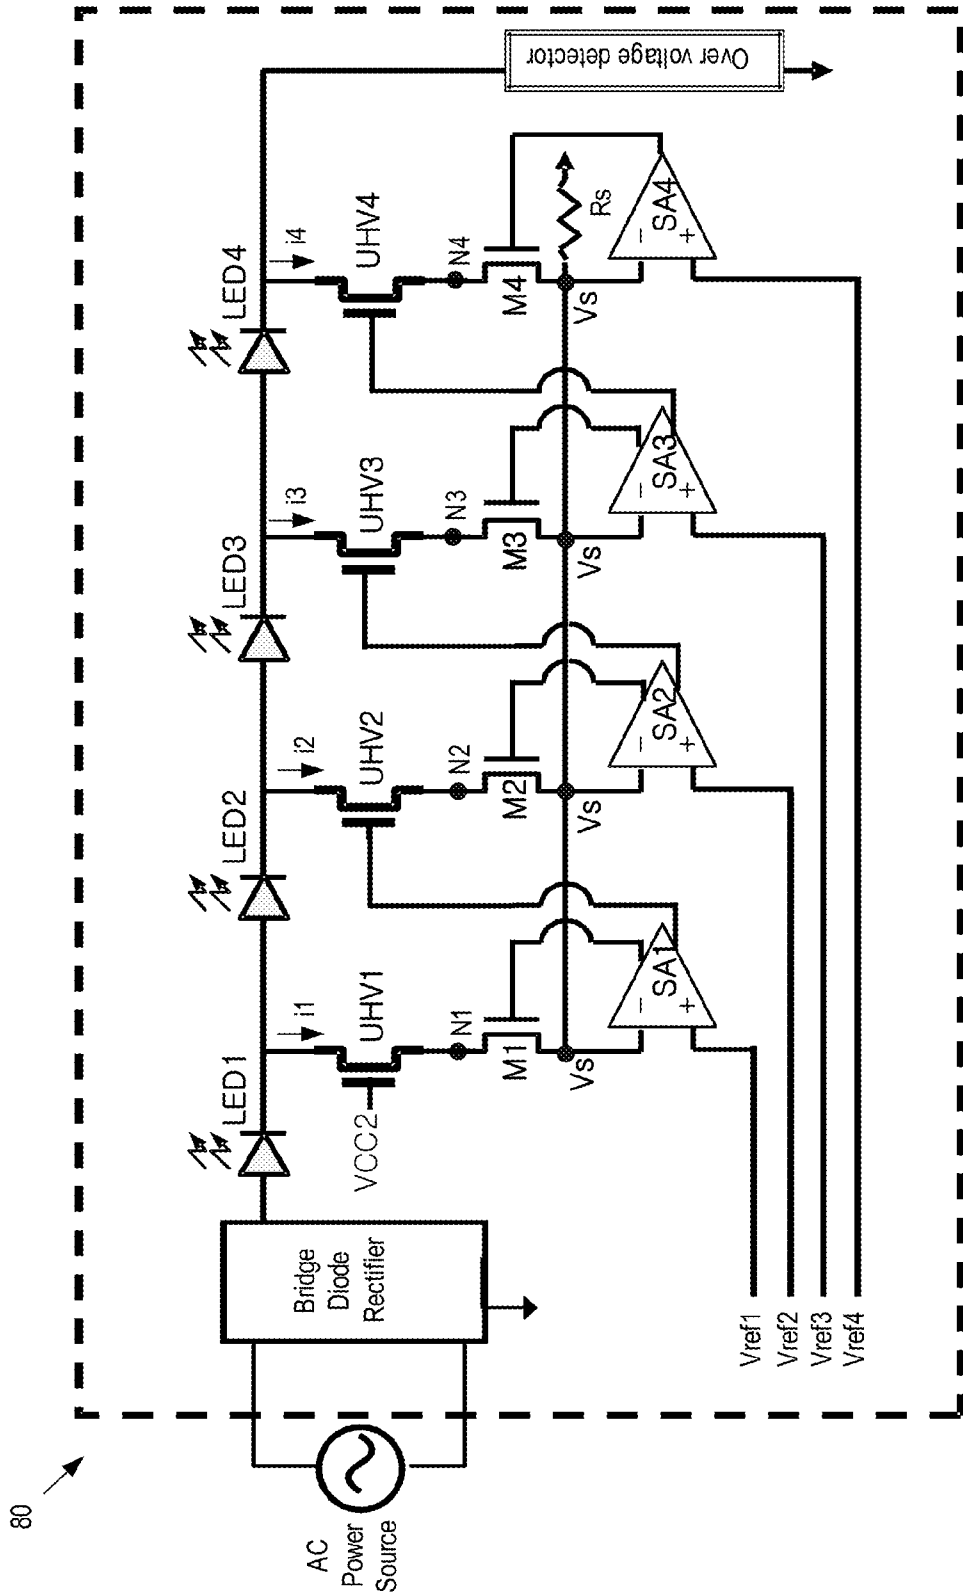 80
AC
Power
Source
Bridge
Diode
Rectifier
LED1
LED2
LED3
LED4
i1
i2
i3
i4
VCC2
UHV1
UHV2
UHV3
UHV4
N1
N2
N3
N4
M1
M2
M3
M4
Vs
Vs
Vs
Vs
Rs
SA1
SA2
SA3
SA4
−
+
−
+
−
+
−
+
Vref1
Vref2
Vref3
Vref4
Over voltage detector